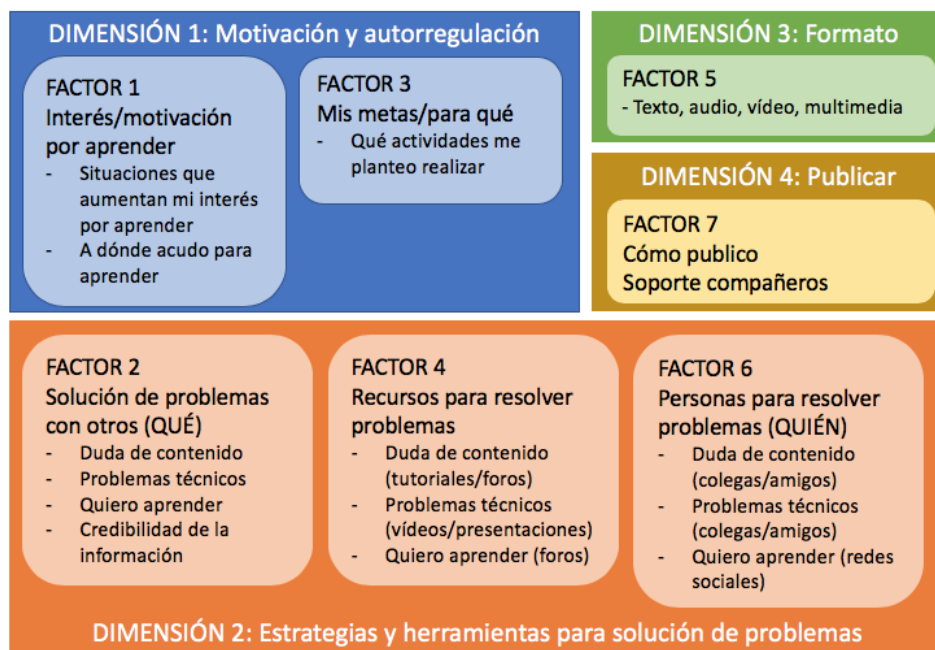 DIMENSIÓN 1: Motivación y autorregulación
FACTOR 1
Interés/motivación
por aprender
- Situaciones que
aumentan mi interés
por aprender
- A dónde acudo para
aprender
FACTOR 3
Mis metas/para qué
- Qué actividades me
planteo realizar
DIMENSIÓN 3: Formato
FACTOR 5
- Texto, audio, vídeo, multimedia
DIMENSIÓN 4: Publicar
FACTOR 7
Cómo publico
Soporte compañeros
FACTOR 2
Solución de problemas
con otros (QUÉ)
- Duda de contenido
- Problemas técnicos
- Quiero aprender
- Credibilidad de la
información
FACTOR 4
Recursos para resolver
problemas
- Duda de contenido
(tutoriales/foros)
- Problemas técnicos
(vídeos/presentaciones)
- Quiero aprender (foros)
FACTOR 6
Personas para resolver
problemas (QUIÉN)
- Duda de contenido
(colegas/amigos)
- Problemas técnicos
(colegas/amigos)
- Quiero aprender (redes
sociales)
DIMENSIÓN 2: Estrategias y herramientas para solución de problemas